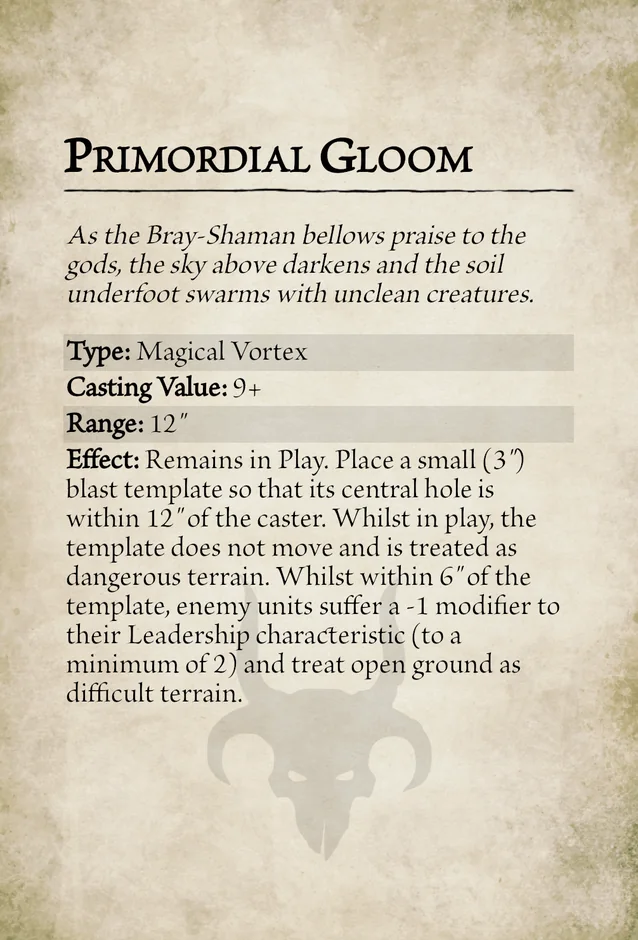 Primordial Gloom
As the Bray-Shaman bellows praise to the
gods, the sky above darkens and the soil
underfoot swarms with unclean creatures.
Type: Magical Vortex
Casting Value: 9+
Range: 12"
Effect: Remains in Play. Place a small (3")
blast template so that its central hole is
within 12" of the caster. Whilst in play, the
template does not move and is treated as
dangerous terrain. Whilst within 6" of the
template, enemy units suffer a -1 modifier to
their Leadership characteristic (to a
minimum of 2) and treat open ground as
difficult terrain.